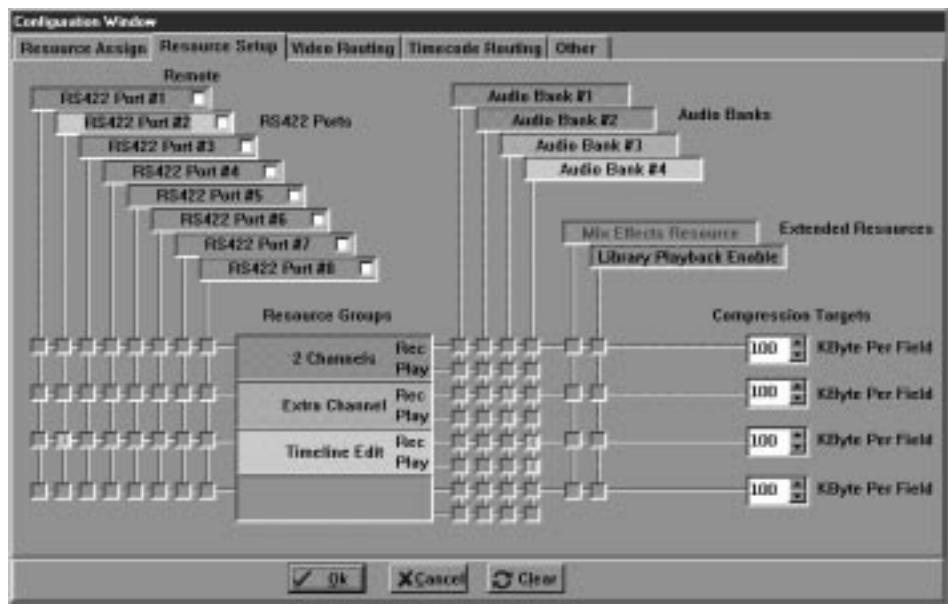 Configuration Window
Resource Assign Resource Setup Video Routing Timecode Routing Other
Remote
RS422 Port #1
RS422 Port #2
RS422 Ports
RS422 Port #3
RS422 Port #4
RS422 Port #5
RS422 Port #6
RS422 Port #7
RS422 Port #8
Audio Bank #1
Audio Bank #2
Audio Banks
Audio Bank #3
Audio Bank #4
Mix Effects Resource
Extended Resources
Library Playback Enable
Resource Groups
Compression Targets
2 Channels Rec
Play
100 KByte Per Field
Extra Channel Rec
Play
100 KByte Per Field
Timeline Edit Rec
Play
100 KByte Per Field
100 KByte Per Field
Ok Cancel Clear